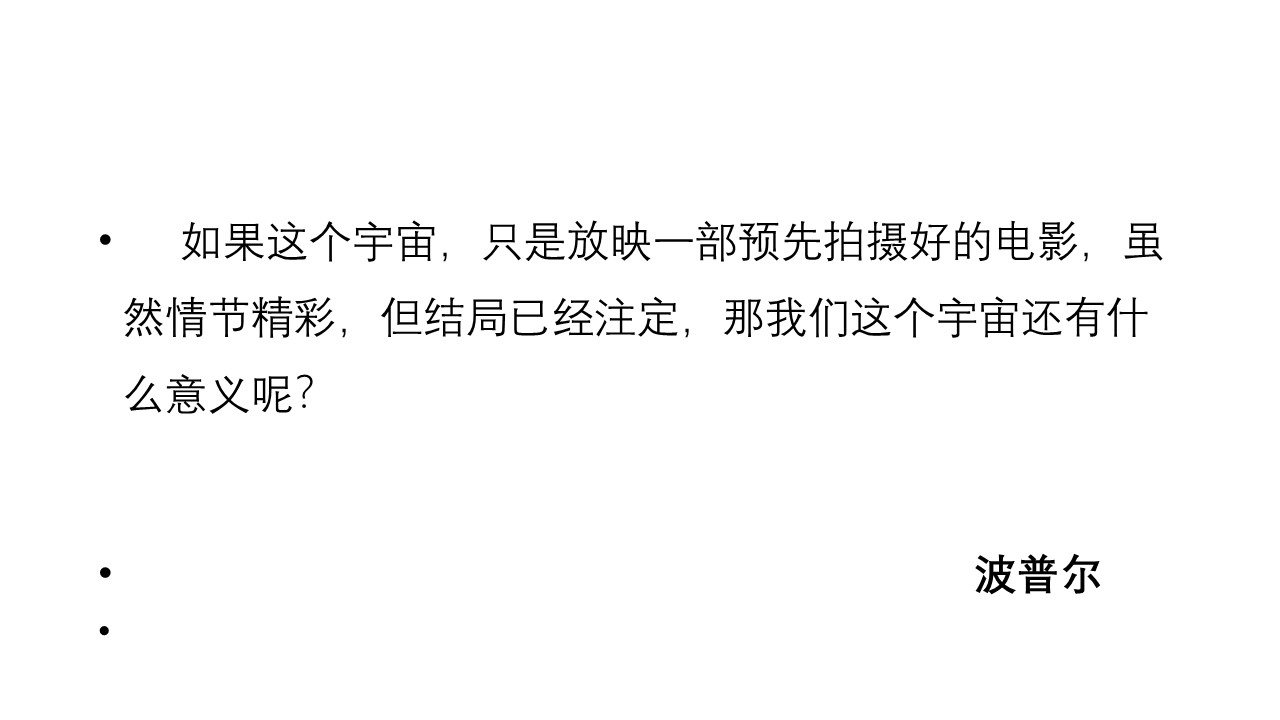 • 如果这个宇宙，只是放映一部预先拍摄好的电影，虽
然情节精彩，但结局已经注定，那我们这个宇宙还有什
么意义呢？
• 波普尔
•